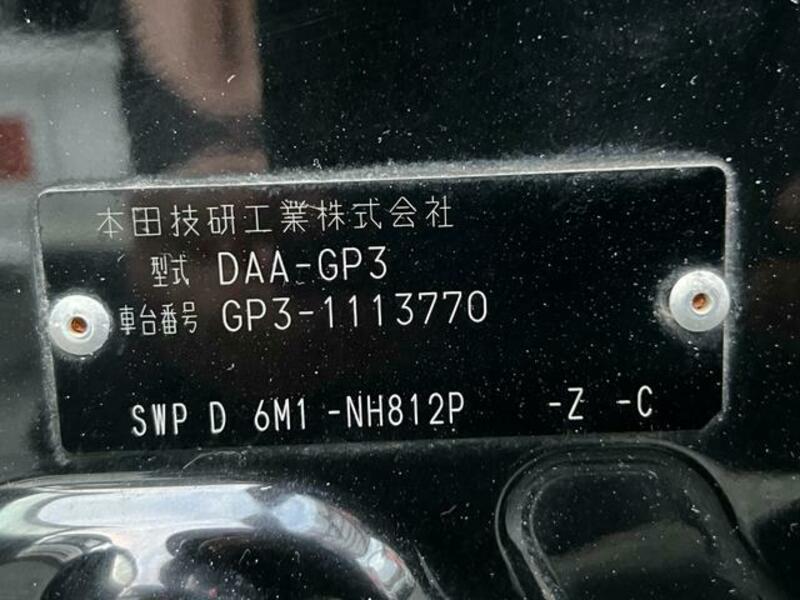 本田技研工業株式会社
型式 DAA-GP3
車台番号 GP3-1113770
SWP D 6M1 -NH812P -Z -C